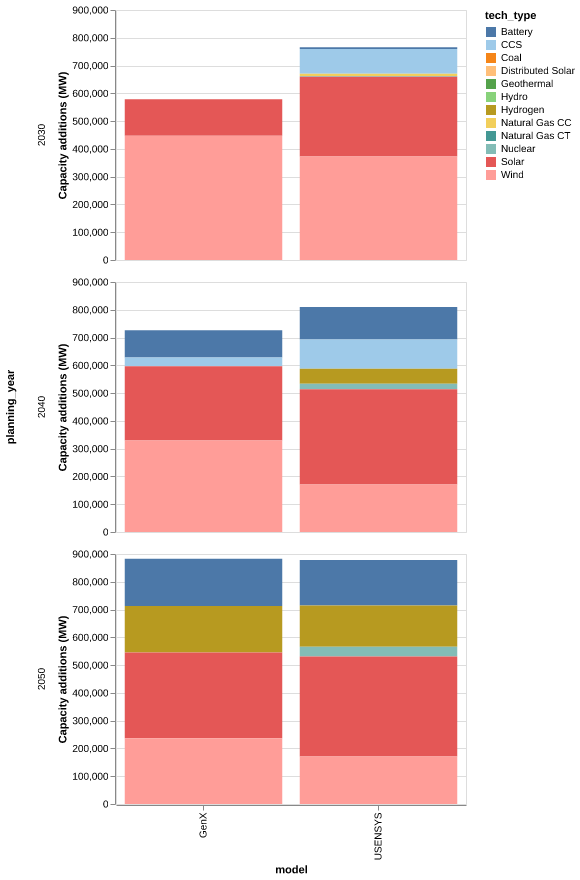 tech_type
Battery
CCS
Coal
Distributed Solar
Geothermal
Hydro
Hydrogen
Natural Gas CC
Natural Gas CT
Nuclear
Solar
Wind
planning_year
2030
Capacity additions (MW)
900,000
800,000
700,000
600,000
500,000
400,000
300,000
200,000
100,000
0
2040
Capacity additions (MW)
900,000
800,000
700,000
600,000
500,000
400,000
300,000
200,000
100,000
0
2050
Capacity additions (MW)
900,000
800,000
700,000
600,000
500,000
400,000
300,000
200,000
100,000
0
GenX
USENSYS
model